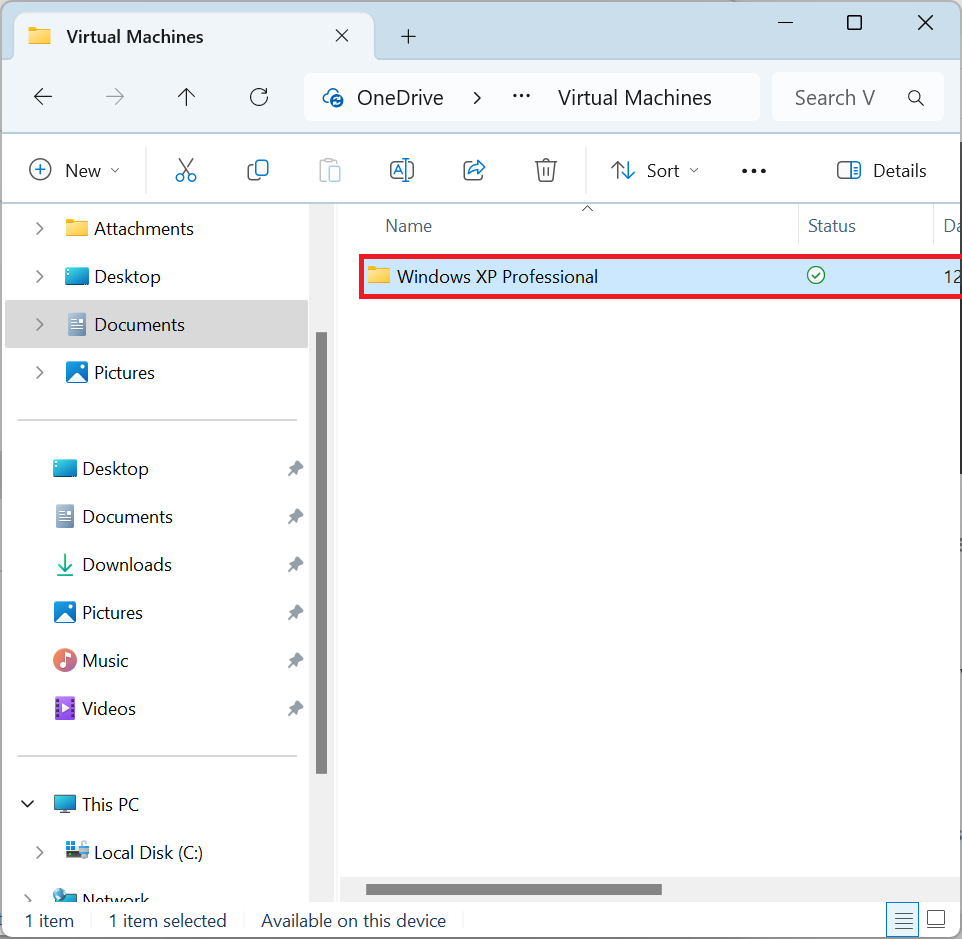 Virtual Machines
OneDrive > ... Virtual Machines Search V
New Sort Details
Attachments
Desktop
Documents
Pictures
Desktop
Documents
Downloads
Pictures
Music
Videos
This PC
Local Disk (C:)
Network
Name Status Da
Windows XP Professional 12
1 item 1 item selected Available on this device